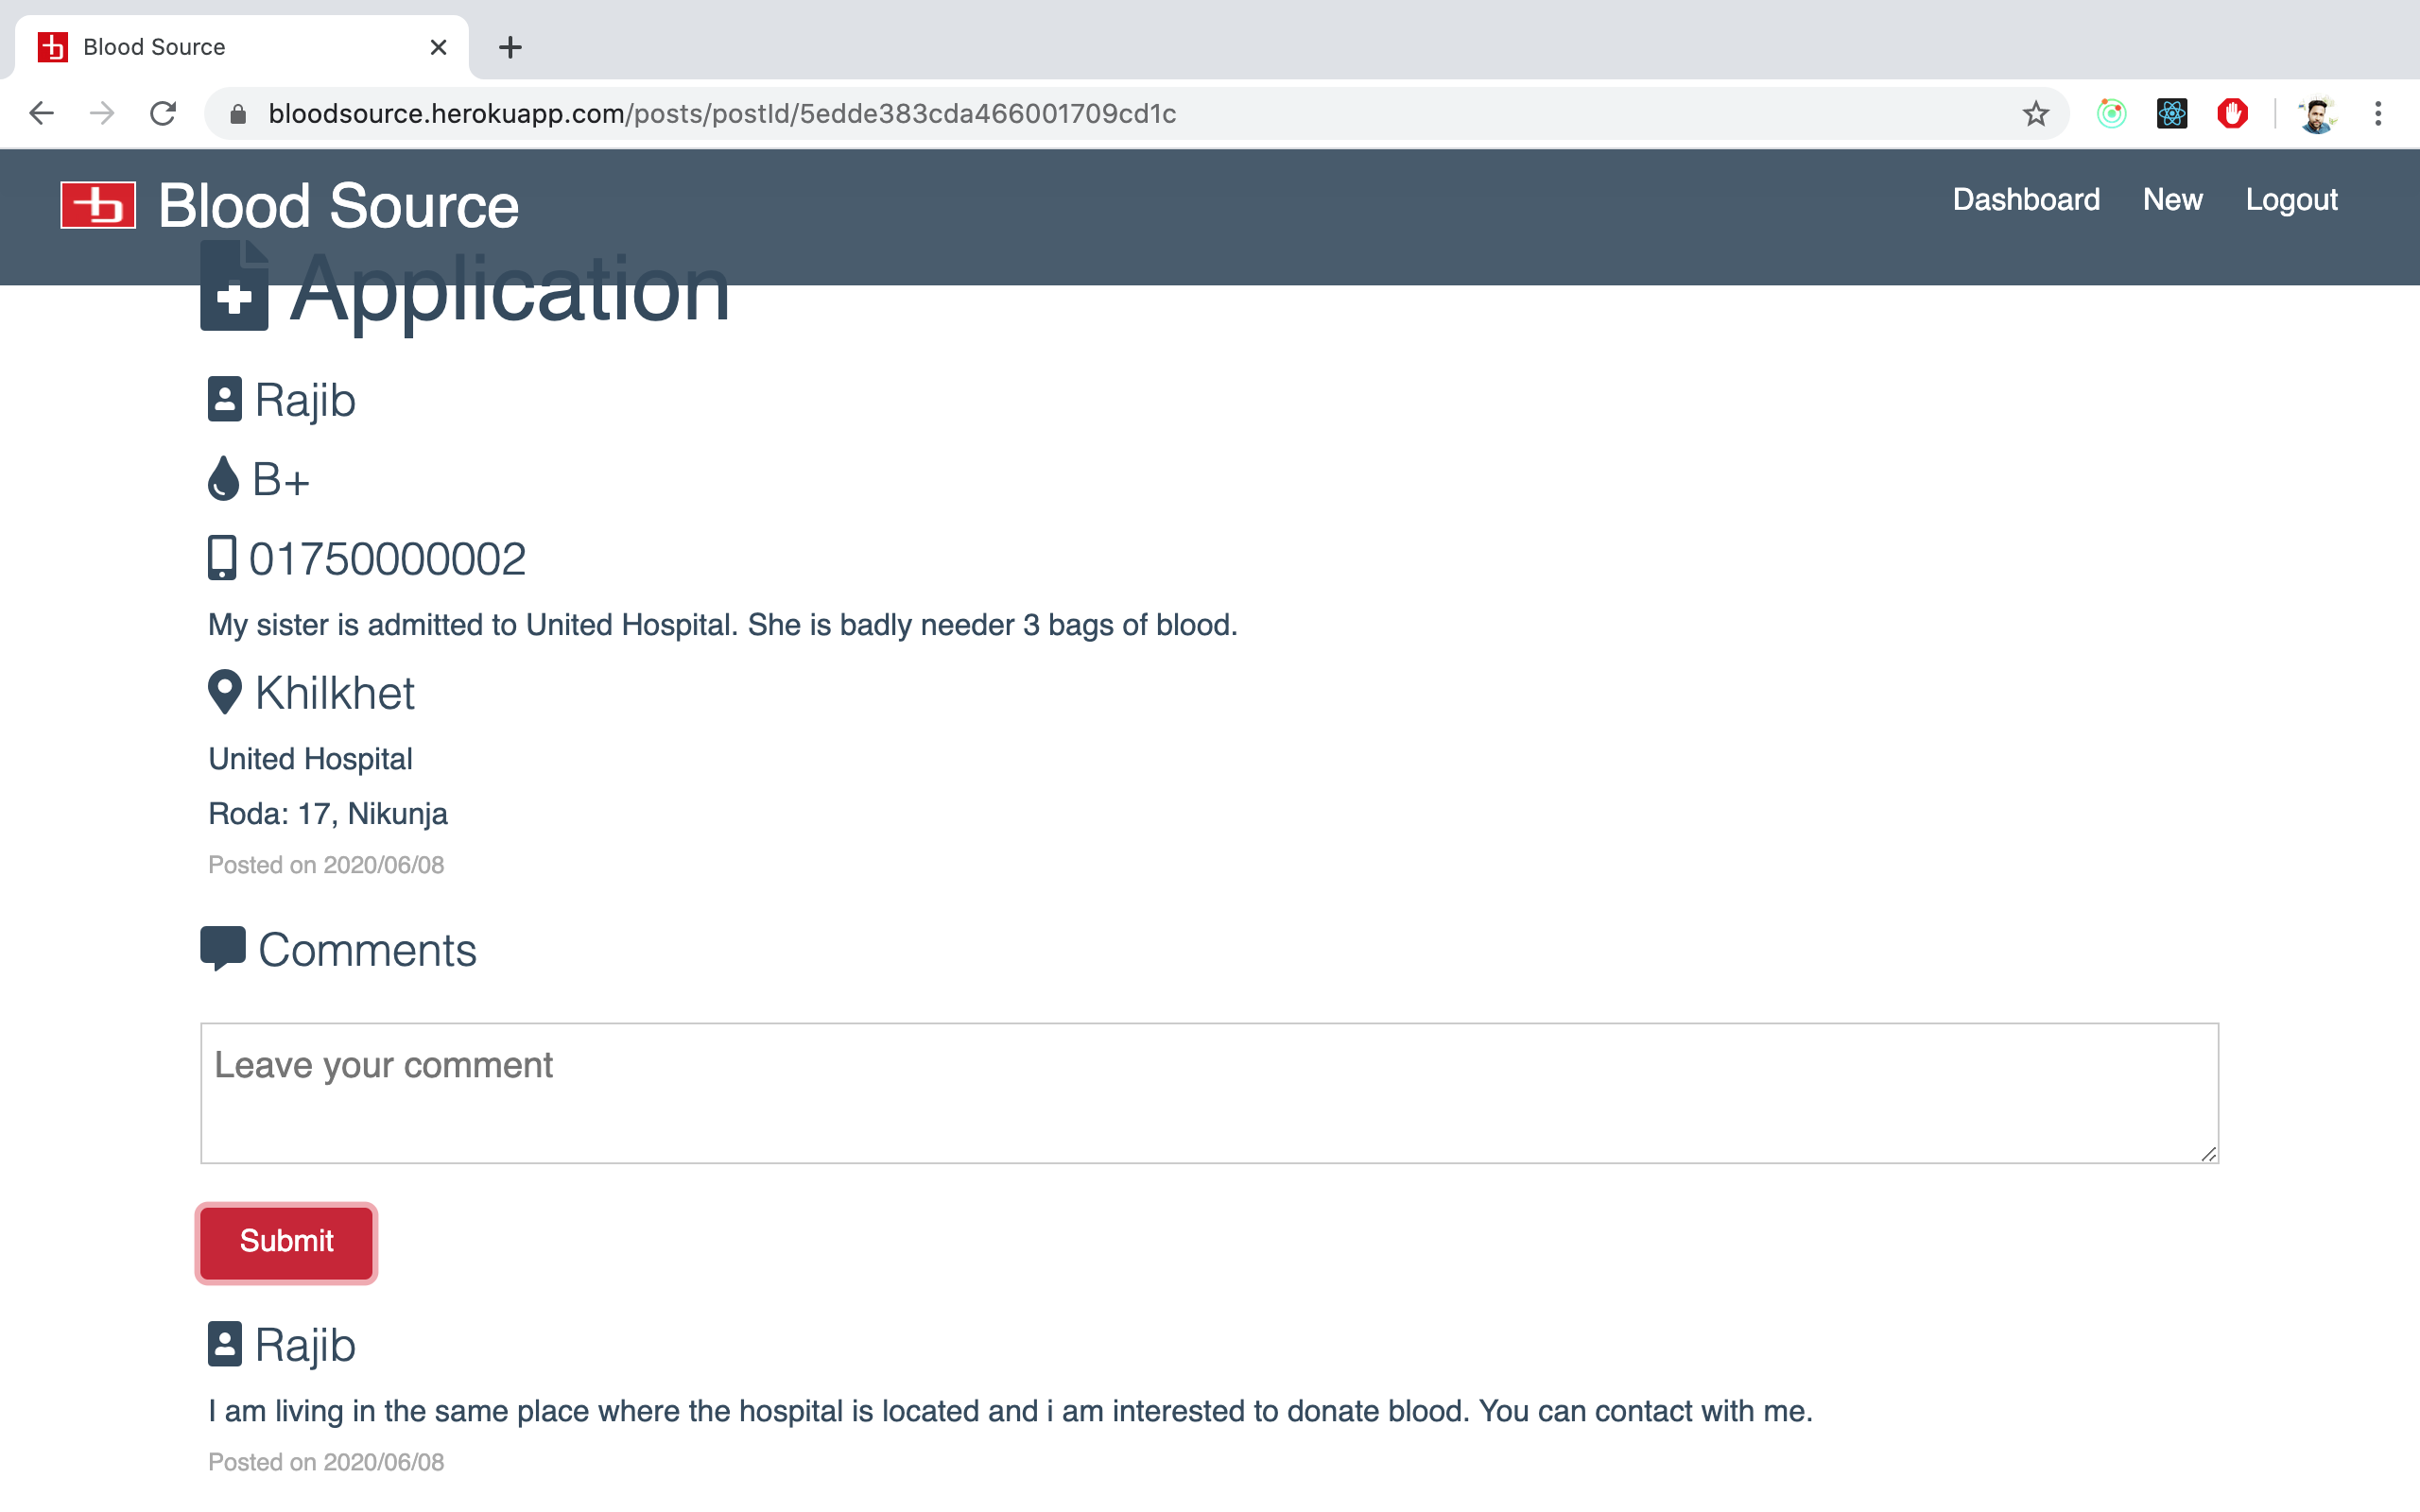 Blood Source
bloodsource.herokuapp.com/posts/postId/5edde383cda466001709cd1c
Blood Source
Dashboard New Logout
Application
Rajib
B+
01750000002
My sister is admitted to United Hospital. She is badly needer 3 bags of blood.
Khilkhet
United Hospital
Roda: 17, Nikunja
Posted on 2020/06/08
Comments
Leave your comment
Submit
Rajib
I am living in the same place where the hospital is located and i am interested to donate blood. You can contact with me.
Posted on 2020/06/08